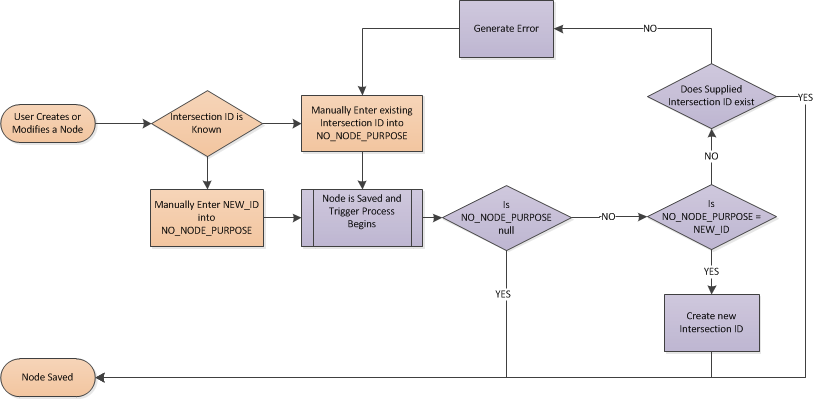 Generate Error
NO
Does Supplied
Intersection ID exist
YES
User Creates or
Modifies a Node
Intersection ID is
Known
Manually Enter existing
Intersection ID into
NO_NODE_PURPOSE
NO
Manually Enter NEW_ID
into
NO_NODE_PURPOSE
Node is Saved and
Trigger Process
Begins
Is
NO_NODE_PURPOSE
null
NO
Is
NO_NODE_PURPOSE =
NEW_ID
YES
YES
Create new
Intersection ID
Node Saved